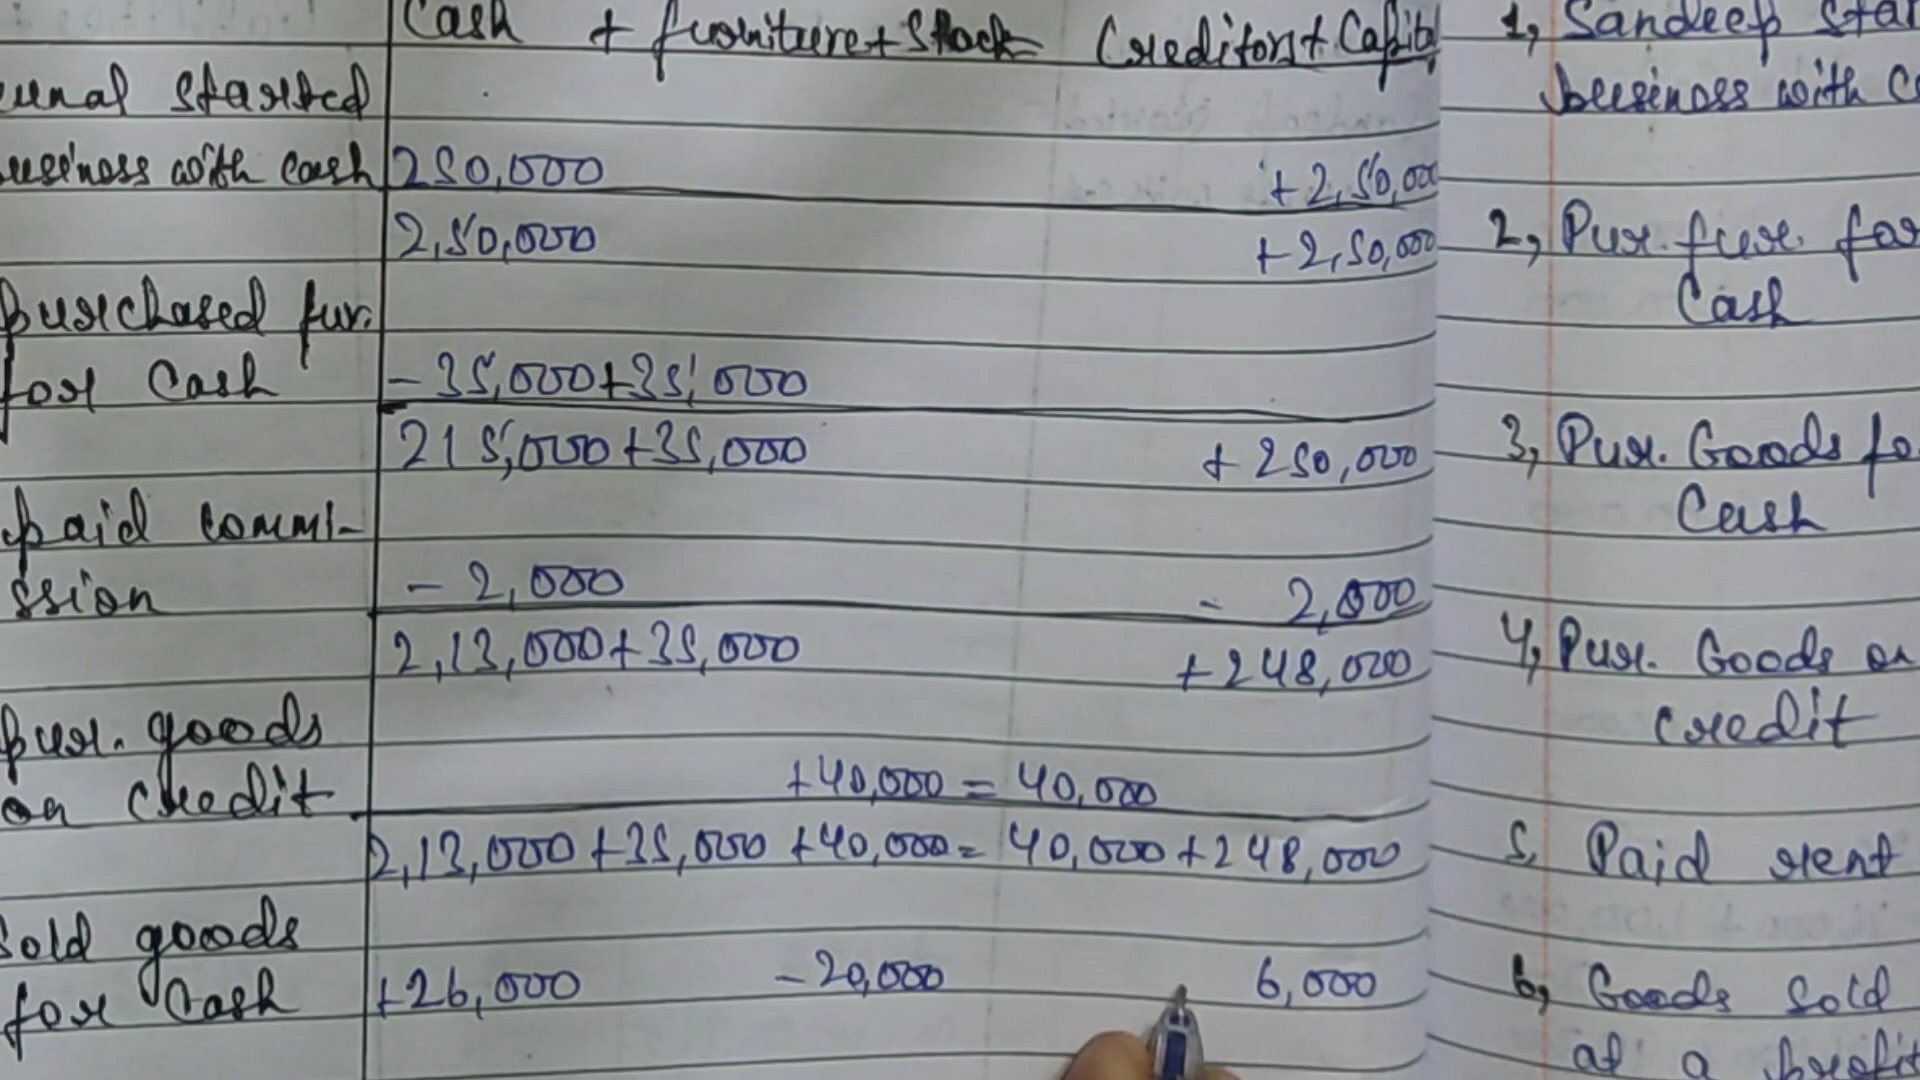 Cash + furniture + Stock = Creditors + Capital
started
business with cash 250,000 + 2,50,000
2,50,000 + 2,50,000
purchased fur.
for Cash - 35,000 + 35,000
215,000 + 35,000 + 250,000
paid commi-
ssion - 2,000 - 2,000
2,13,000 + 35,000 + 248,000
pur. goods
on credit + 40,000 = 40,000
2,13,000 + 35,000 + 40,000 = 40,000 + 248,000
Sold goods
for Cash + 26,000 - 20,000 6,000
1, Sandeep
business with
2, Pur. fur. for
Cash
3, Pur. Goods
Cash
4, Pur. Goods on
credit
5, Paid rent
6, Goods Sold
at a profit